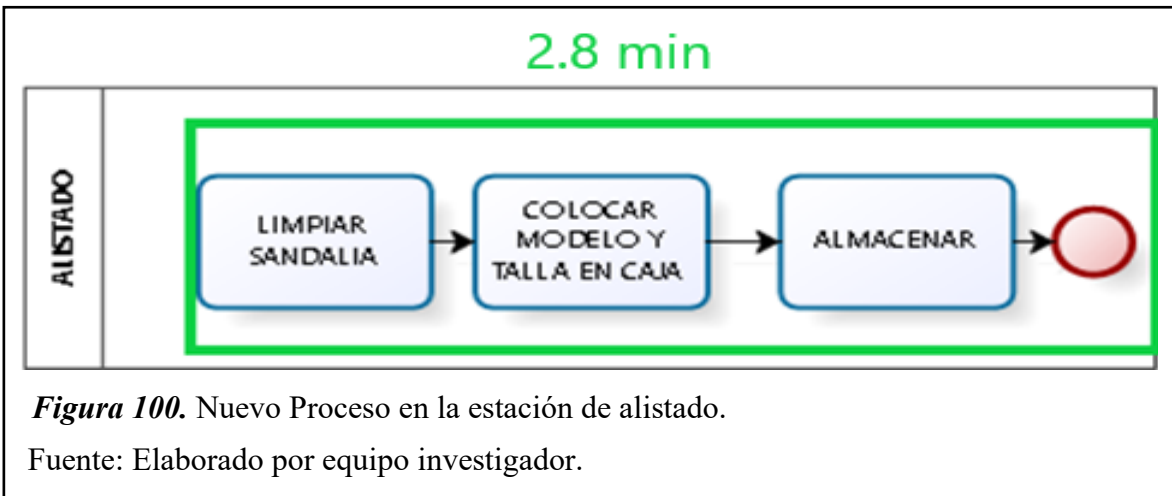 2.8 min
ALISTADO
LIMPIAR
SANDALIA
COLOCAR
MODELO Y
TALLA EN CAJA
ALMACENAR
Figura 100. Nuevo Proceso en la estación de alistado.
Fuente: Elaborado por equipo investigador.